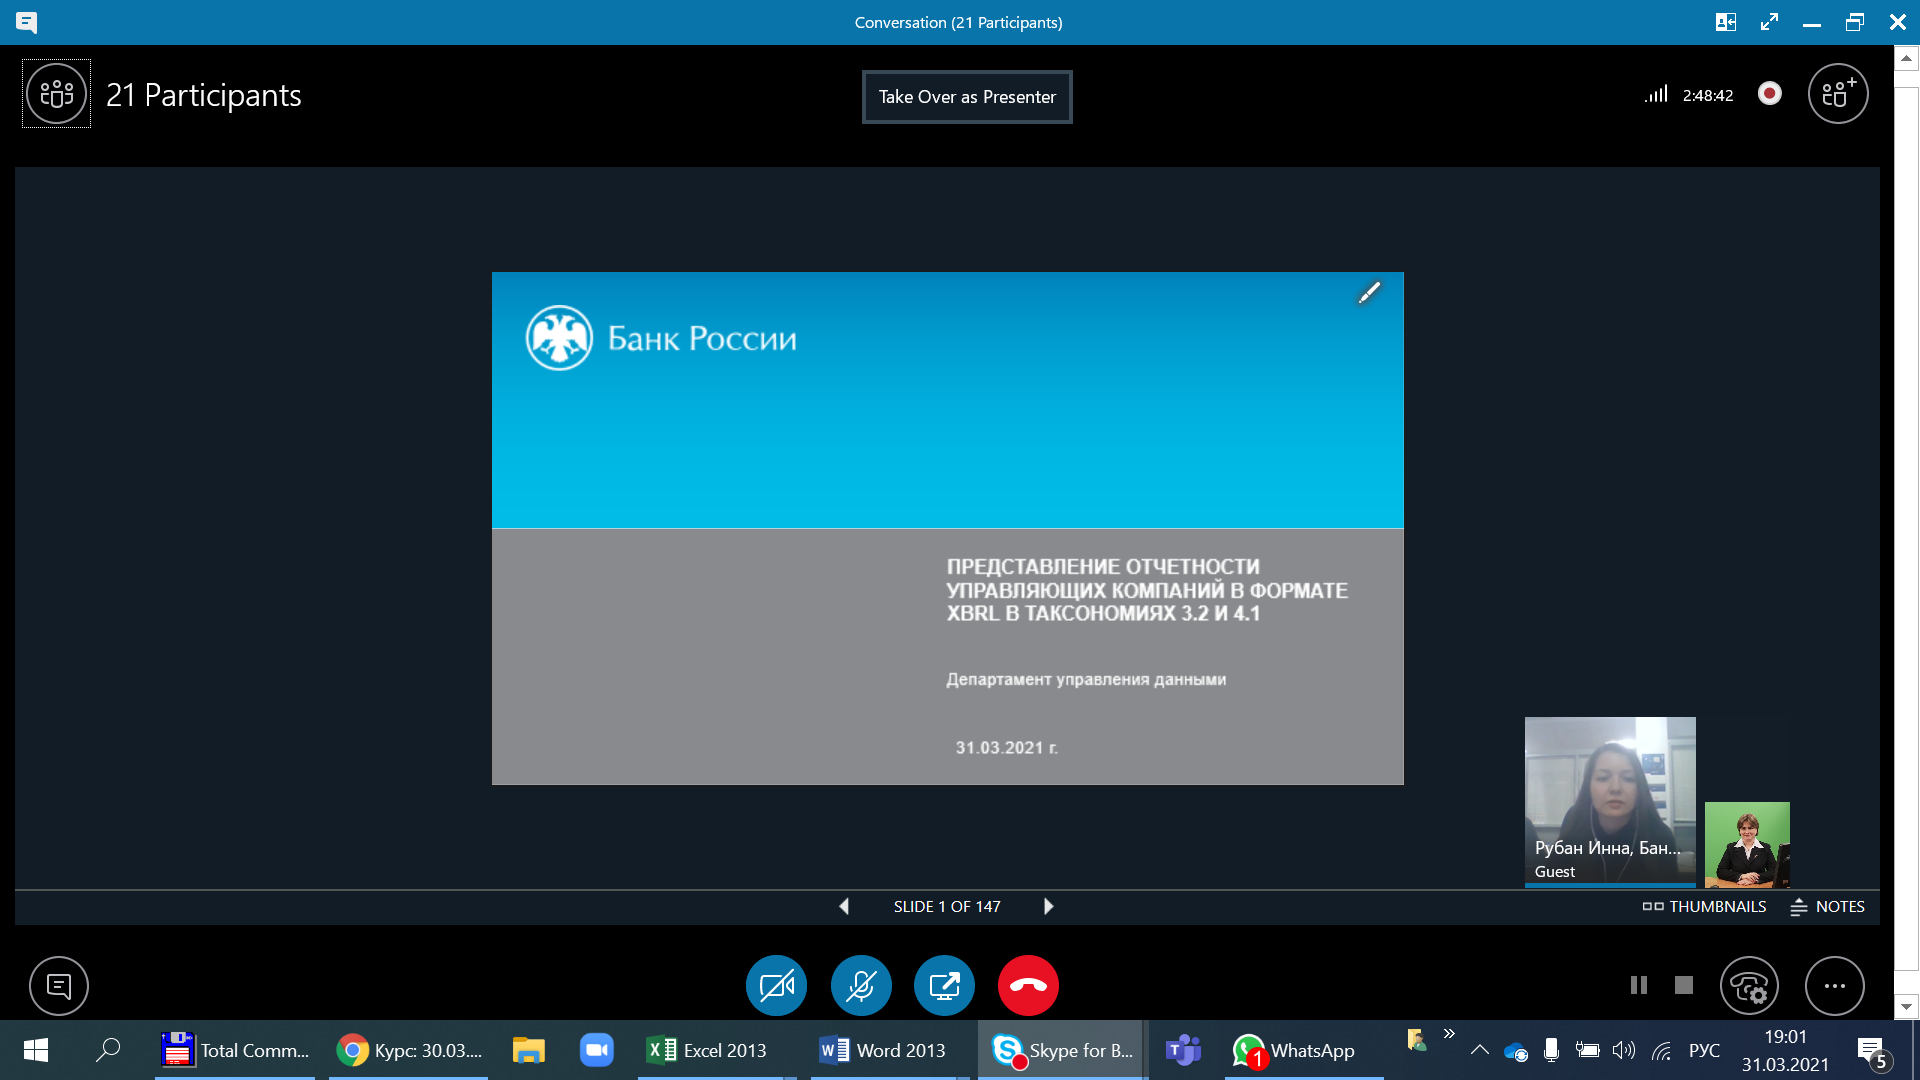 Conversation (21 Participants)
21 Participants
Take Over as Presenter
2:48:42
Банк России
ПРЕДСТАВЛЕНИЕ ОТЧЕТНОСТИ
УПРАВЛЯЮЩИХ КОМПАНИЙ В ФОРМАТЕ
XBRL В ТАКСОНОМИЯХ 3.2 И 4.1
Департамент управления данными
31.03.2021 г.
Рубан Инна, Бан...
Guest
SLIDE 1 OF 147
THUMBNAILS
NOTES
Total Comm...
Курс: 30.03....
Excel 2013
Word 2013
Skype for B...
1
WhatsApp
РУС
19:01
31.03.2021
5